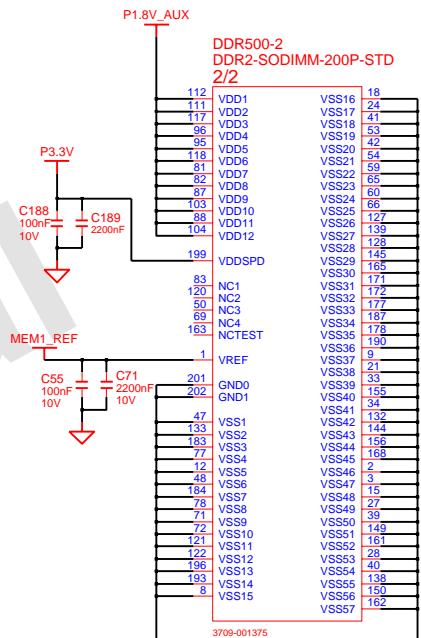 P1.8V_AUX
DDR500-2
DDR2-SODIMM-200P-STD
2/2
P3.3V
C188
100nF
10V
C189
2200nF
MEM1_REF
C55
100nF
10V
C71
2200nF
10V
112 VDD1
111 VDD2
117 VDD3
96 VDD4
95 VDD5
118 VDD6
81 VDD7
82 VDD8
87 VDD9
103 VDD10
88 VDD11
104 VDD12
199 VDDSPD
83 NC1
120 NC2
50 NC3
69 NC4
163 NCTEST
1 VREF
201 GND0
202 GND1
47 VSS1
133 VSS2
183 VSS3
77 VSS4
12 VSS5
48 VSS6
184 VSS7
78 VSS8
71 VSS9
72 VSS10
121 VSS11
122 VSS12
196 VSS13
193 VSS14
8 VSS15
VSS16 18
VSS17 24
VSS18 41
VSS19 53
VSS20 42
VSS21 54
VSS22 59
VSS23 65
VSS24 60
VSS25 66
VSS26 127
VSS27 139
VSS28 128
VSS29 145
VSS30 165
VSS31 171
VSS32 172
VSS33 177
VSS34 187
VSS35 178
VSS36 190
VSS37 9
VSS38 21
VSS39 33
VSS40 155
VSS41 34
VSS42 132
VSS43 144
VSS44 156
VSS45 168
VSS46 2
VSS47 3
VSS48 15
VSS49 27
VSS50 39
VSS51 149
VSS52 161
VSS53 28
VSS54 40
VSS55 138
VSS56 150
VSS57 162
3709-001375